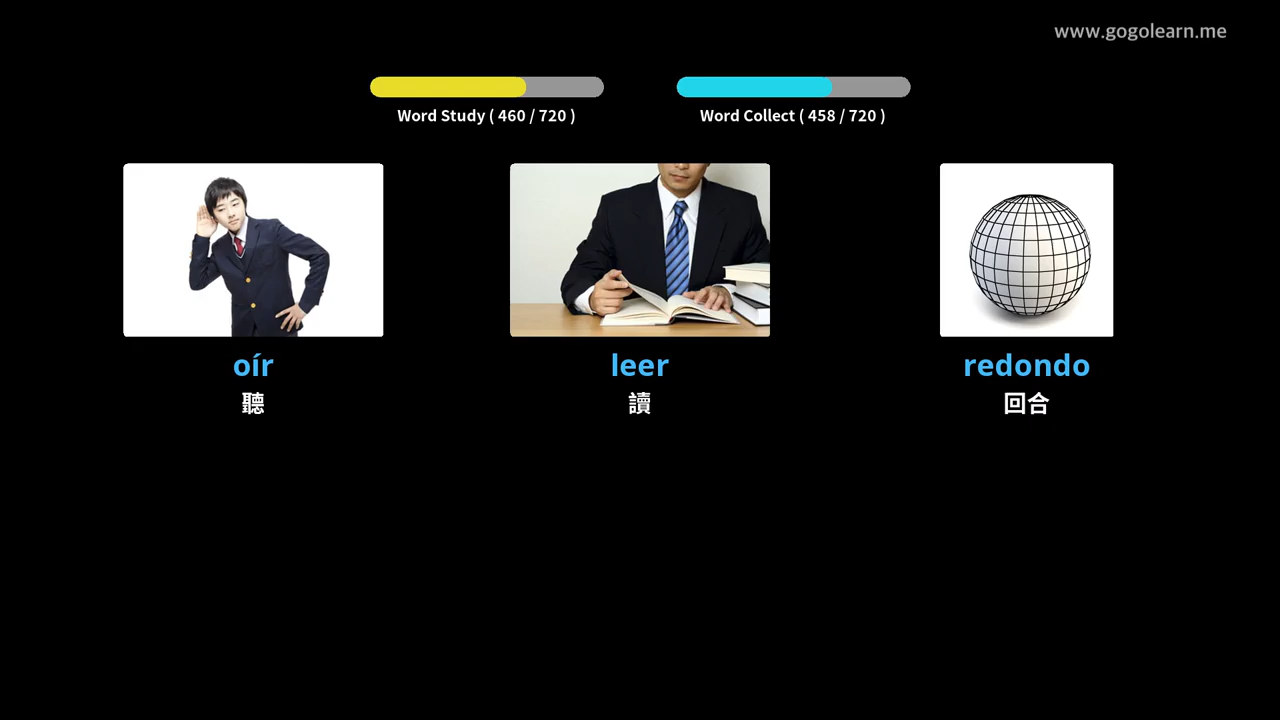 www.gogolearn.me
Word Study ( 460 / 720 )
Word Collect ( 458 / 720 )
oír
leer
redondo
聽
讀
回合